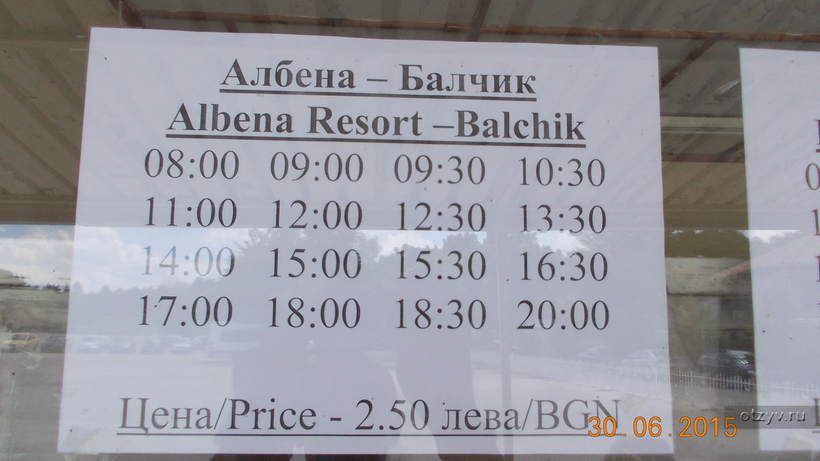 Албена – Балчик
Albena Resort –Balchik
08:00 09:00 09:30 10:30
11:00 12:00 12:30 13:30
14:00 15:00 15:30 16:30
17:00 18:00 18:30 20:00
Цена/Price - 2.50 лева/BGN
30.06.2015
otzyv.ru